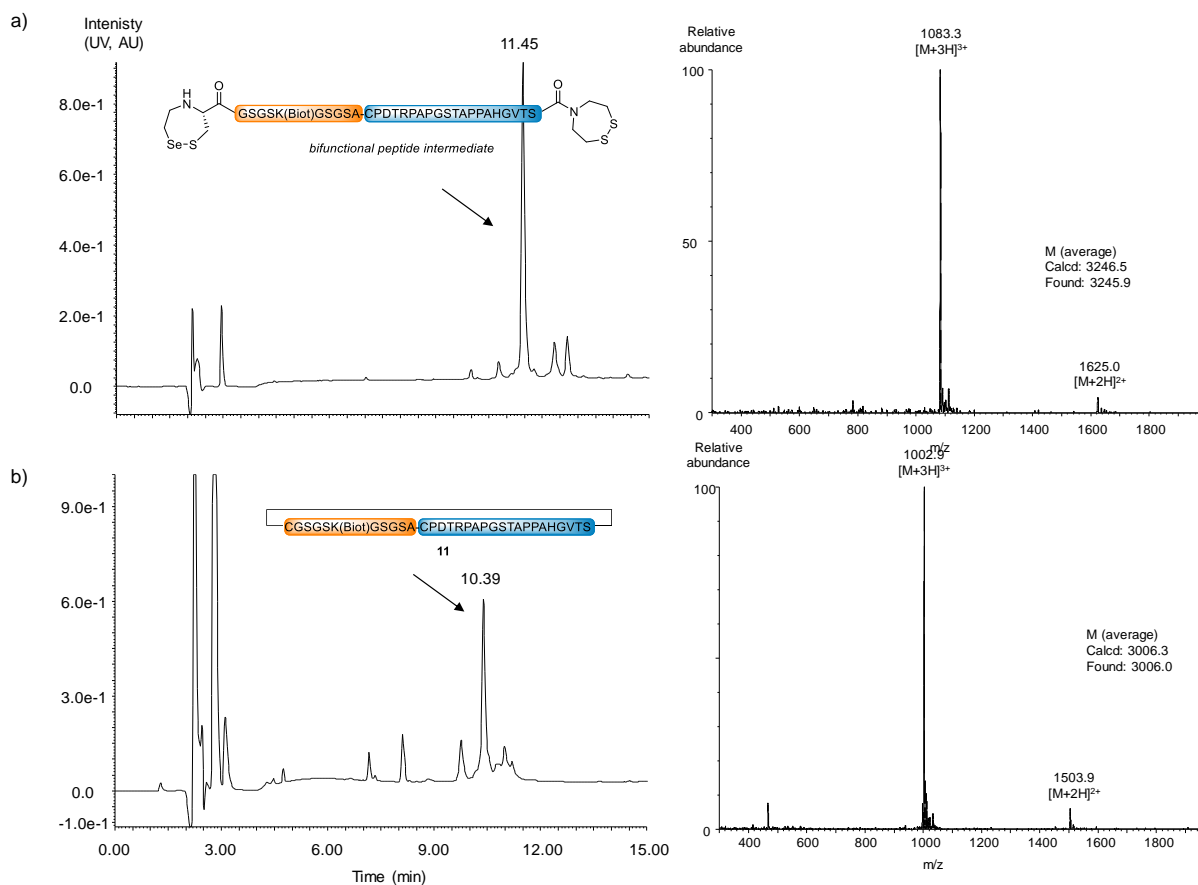 a)
Intenisty
(UV, AU)
11.45
8.0e-1
6.0e-1
4.0e-1
2.0e-1
0.0
H
N
O
Se-S
GSGSK(Biot)GSGSA-CPDTRPAPGSTAPPAHGVTS
O
N
S
S
bifunctional peptide intermediate
Relative
abundance
1083.3
[M+3H]3+
100
50
0
M (average)
Calcd: 3246.5
Found: 3245.9
1625.0
[M+2H]2+
400 600 800 1000 1200 1400 1600 1800
m/z
b)
9.0e-1
6.0e-1
3.0e-1
0.0
-1.0e-1
CGSGSK(Biot)GSGSA-CPDTRPAPGSTAPPAHGVTS
11
10.39
0.00 3.00 6.00 9.00 12.00 15.00
Time (min)
Relative
abundance
1002.9
[M+3H]3+
100
0
M (average)
Calcd: 3006.3
Found: 3006.0
1503.9
[M+2H]2+
400 600 800 1000 1200 1400 1600 1800
m/z